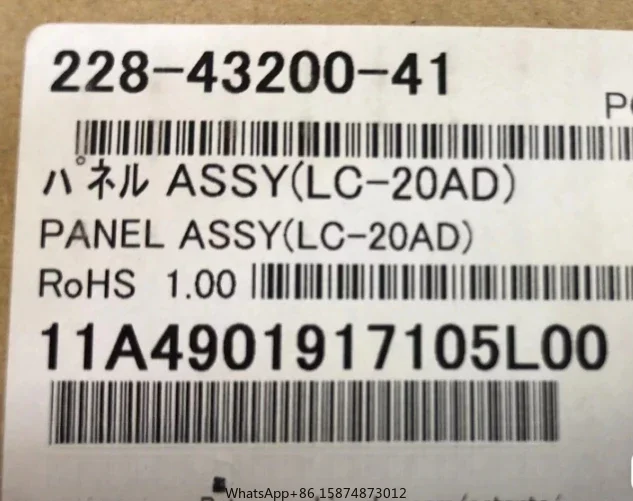 228-43200-41
パネル ASSY(LC-20AD)
PANEL ASSY(LC-20AD)
RoHS 1.00
11A4901917105L00
WhatsApp+86 15874873012